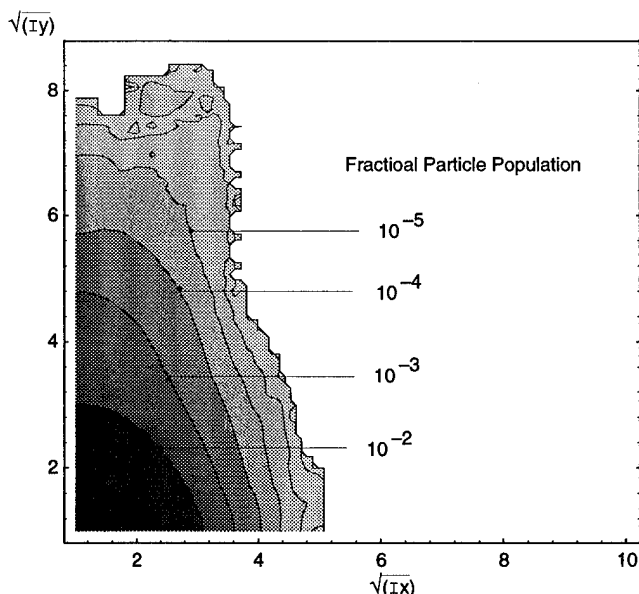 √(Iy)
8
6
4
2
Fractioal Particle Population
10⁻⁵
10⁻⁴
10⁻³
10⁻²
2 4 6 8 10
√(Ix)